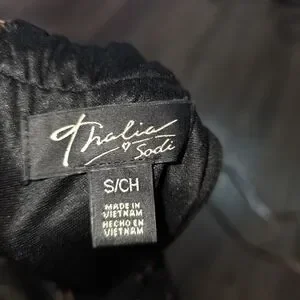 Thalia
Sodi
S/CH
MADE IN
VIETNAM
HECHO EN
VIETNAM